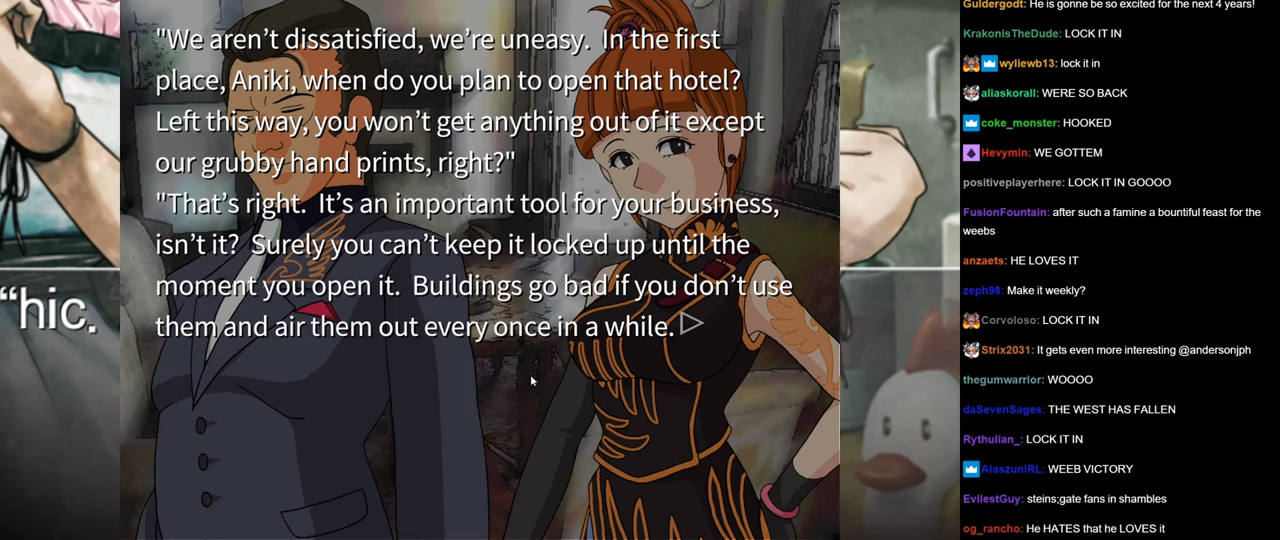 "We aren't dissatisfied, we're uneasy.  In the first
place, Aniki, when do you plan to open that hotel?
Left this way, you won't get anything out of it except
our grubby hand prints, right?"
"That's right.  It's an important tool for your business,
isn't it?  Surely you can't keep it locked up until the
moment you open it.  Buildings go bad if you don't use
them and air them out every once in a while.
“hic.
Guldergodt: He is gonne be so excited for the next 4 years!
KrakonisTheDude: LOCK IT IN
wyliewb13: lock it in
aliaskorall: WERE SO BACK
coke_monster: HOOKED
Hevymin: WE GOTTEM
positiveplayerhere: LOCK IT IN GOOOO
FusionFountain: after such a famine a bountiful feast for the
weebs
anzaets: HE LOVES IT
zeph98: Make it weekly?
Corvoloso: LOCK IT IN
Strix2031: It gets even more interesting @andersonjph
thegumwarrior: WOOOO
daSevenSages: THE WEST HAS FALLEN
Rythulian_: LOCK IT IN
AlaszuniRL: WEEB VICTORY
EvilestGuy: steins;gate fans in shambles
og_rancho: He HATES that he LOVES it